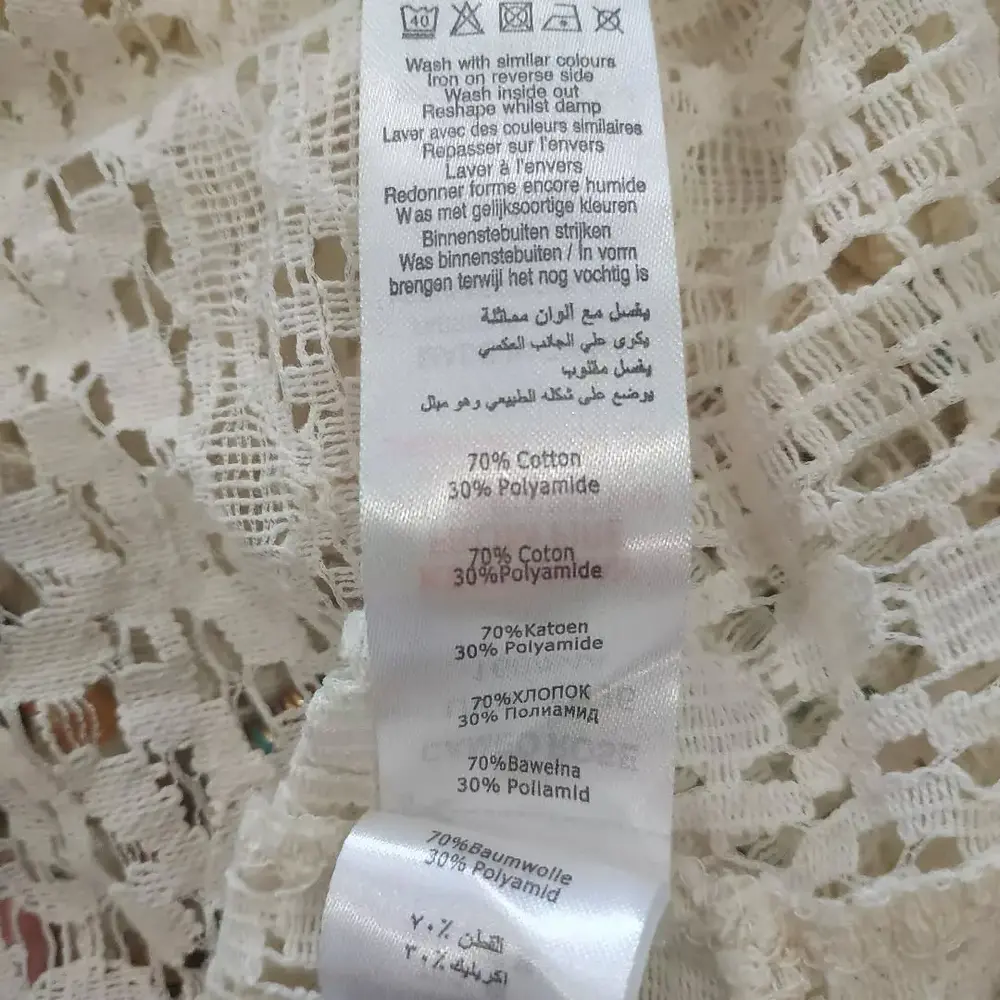 40
Wash with similar colours
Iron on reverse side
Wash inside out
Reshape whilst damp
Laver avec des couleurs similaires
Repasser sur l'envers
Laver à l'envers
Redonner forme encore humide
Was met gelijksoortige kleuren
Binnenstebuiten strijken
Was binnenstebuiten / In vorm
brengen terwijl het nog vochtig is
يغسل مع ألوان مماثلة
يكوى على الجانب العكسي
يغسل مقلوب
يوضع على شكله الطبيعي وهو مبلل
70% Cotton
30% Polyamide
70% Coton
30%Polyamide
70%Katoen
30% Polyamide
70%ХЛОПОК
30% Полиамид
70%Bawełna
30% Poliamid
70%Baumwolle
30% Polyamid
القطن ٪٧٠
اكريليك ٪٣٠